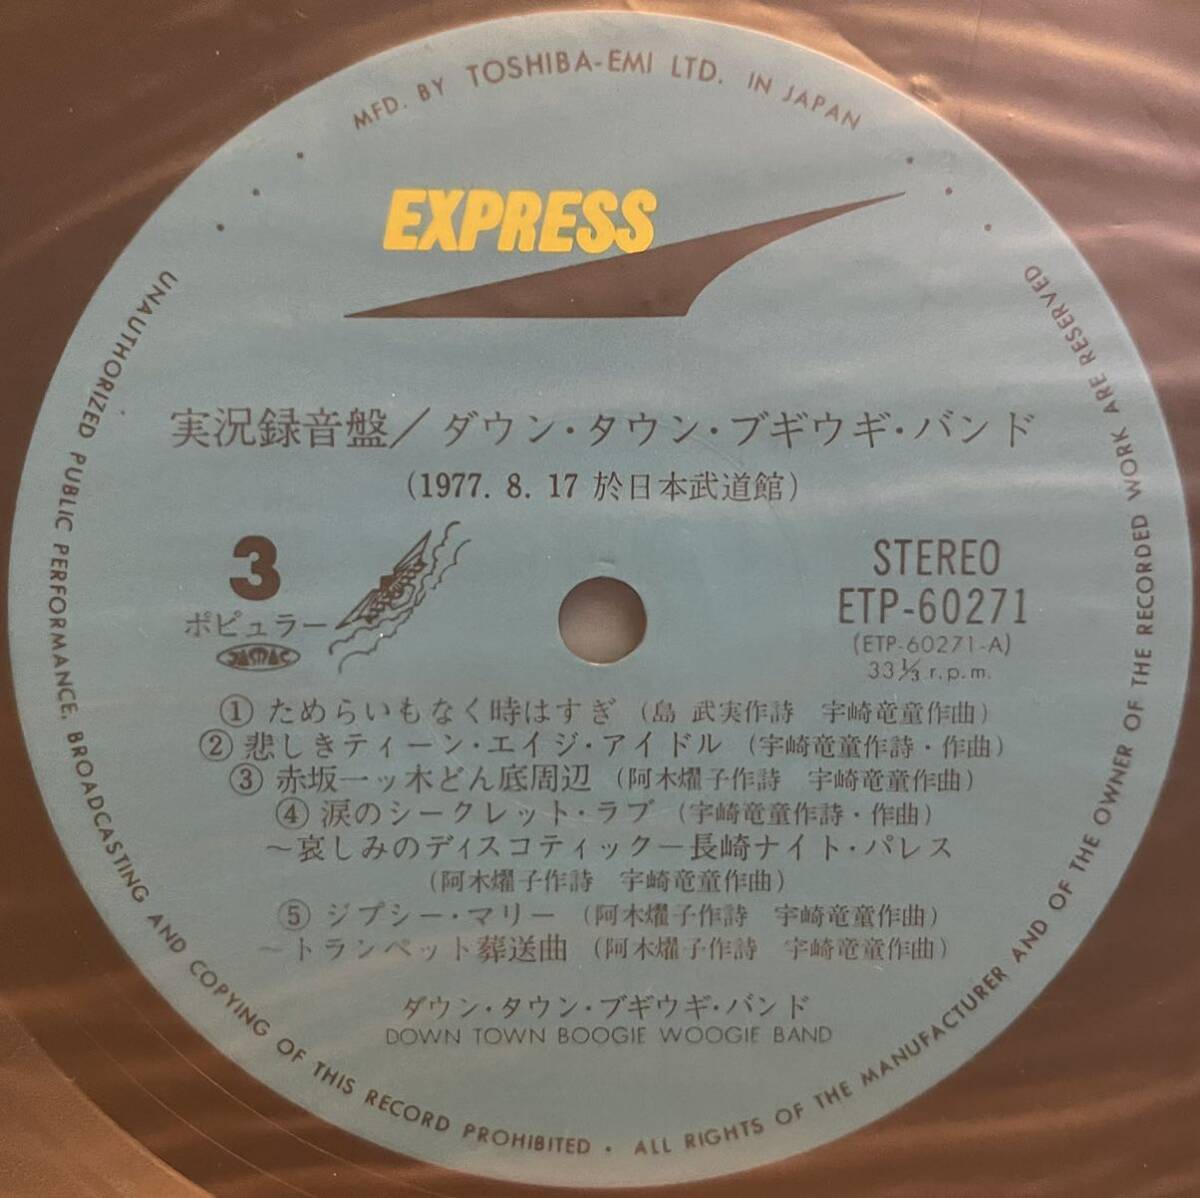 MFD. BY TOSHIBA-EMI LTD. IN JAPAN
EXPRESS
実況録音盤/ダウン・タウン・ブギウギ・バンド
(1977. 8. 17 於日本武道館)
3
ポピュラー
JASRAC
STEREO
ETP-60271
(ETP-60271-A)
33 1/3 r.p.m.
① ためらいもなく時はすぎ (島 武実作詩 宇崎竜童作曲)
② 悲しきティーン・エイジ・アイドル (宇崎竜童作詩・作曲)
③ 赤坂一ッ木どん底周辺 (阿木燿子作詩 宇崎竜童作曲)
④ 涙のシークレット・ラブ (宇崎竜童作詩・作曲)
~哀しみのディスコティック—長崎ナイト・パレス
(阿木燿子作詩 宇崎竜童作曲)
⑤ ジプシー・マリー (阿木燿子作詩 宇崎竜童作曲)
~トランペット葬送曲 (阿木燿子作詩 宇崎竜童作曲)
ダウン・タウン・ブギウギ・バンド
DOWN TOWN BOOGIE WOOGIE BAND
UNAUTHORIZED PUBLIC PERFORMANCE, BROADCASTING AND COPYING OF THIS RECORD PROHIBITED · ALL RIGHTS OF THE MANUFACTURER AND OF THE OWNER OF THE RECORDED WORK ARE RESERVED